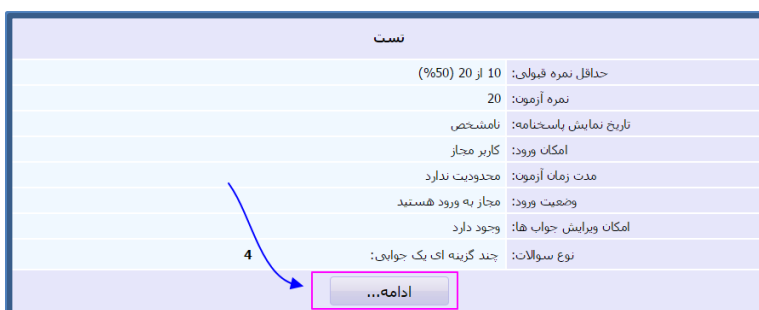 تست
حداقل نمره قبولی: 10 از 20 (50%)
نمره آزمون: 20
تاریخ نمایش پاسخنامه: نامشخص
امکان ورود: کاربر مجاز
مدت زمان آزمون: محدودیت ندارد
وضعیت ورود: مجاز به ورود هستید
امکان ویرایش جواب ها: وجود دارد
نوع سوالات: چند گزینه ای یک جوابی: 4
ادامه...